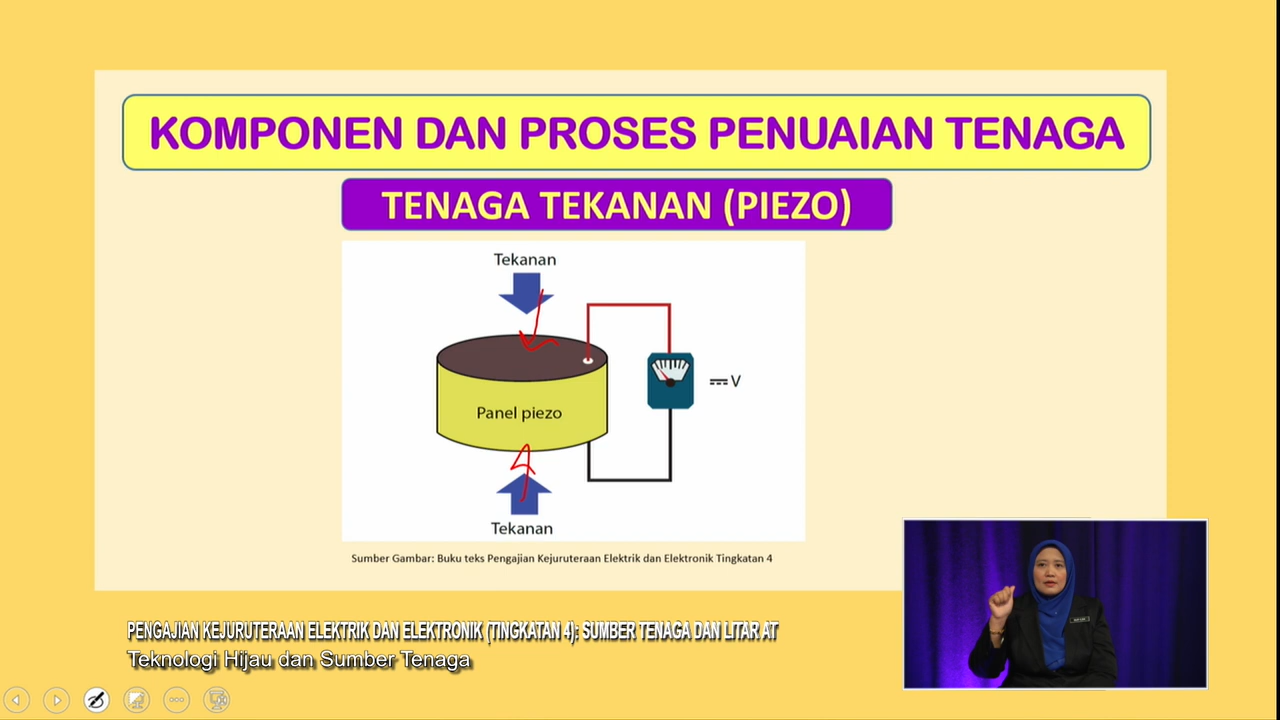 KOMPONEN DAN PROSES PENUAIAN TENAGA
TENAGA TEKANAN (PIEZO)
Tekanan
Panel piezo
V
Tekanan
Sumber Gambar: Buku teks Pengajian Kejuruteraan Elektrik dan Elektronik Tingkatan 4
PENGAJIAN KEJURUTERAAN ELEKTRIK DAN ELEKTRONIK (TINGKATAN 4): SUMBER TENAGA DAN LITAR AT
Teknologi Hijau dan Sumber Tenaga